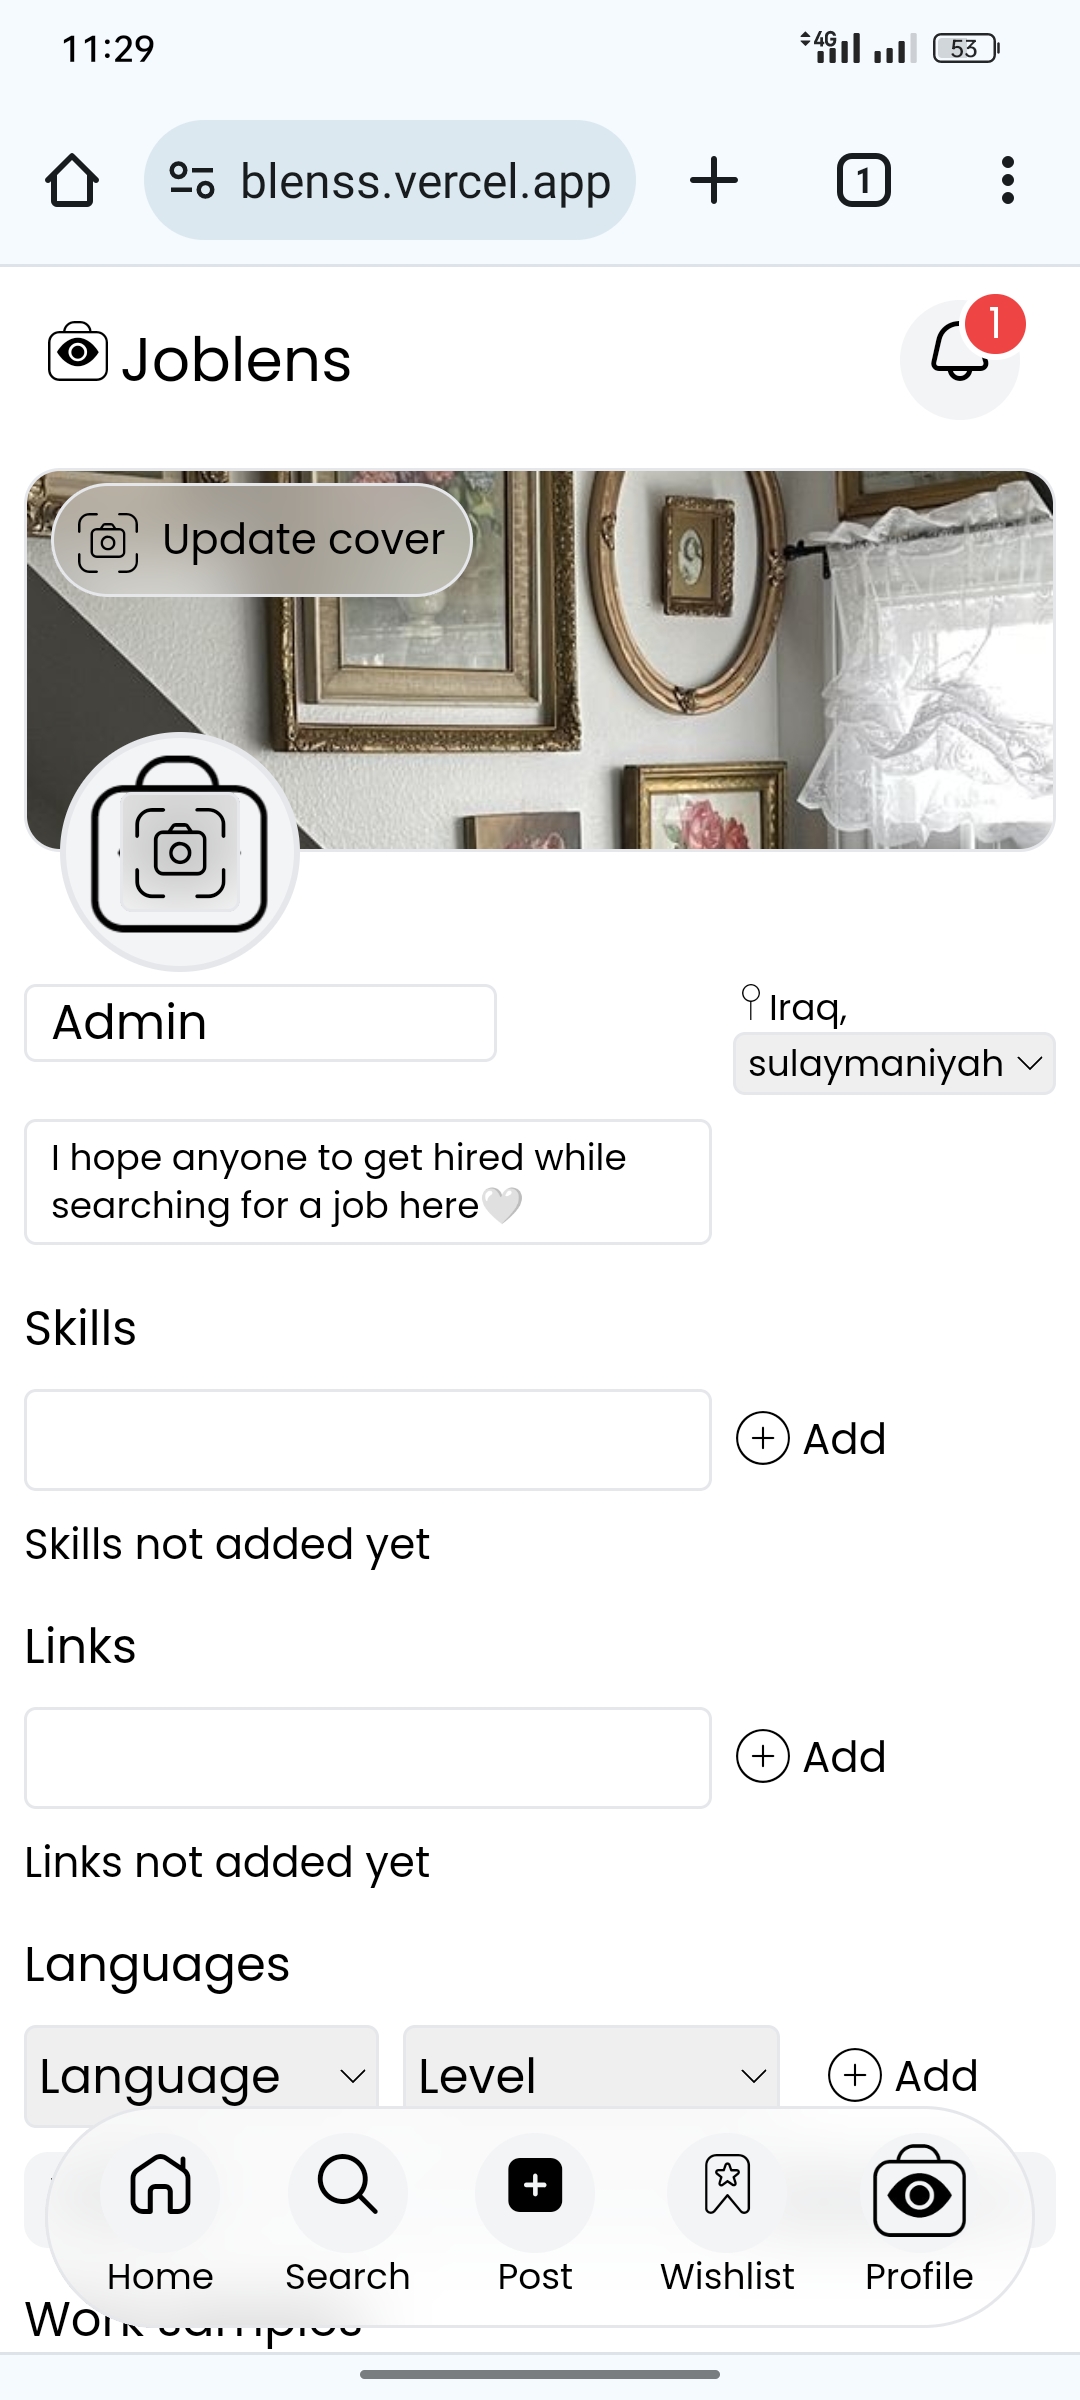 11:29
4G
53
blenss.vercel.app
1
Joblens
1
Update cover
Admin
Iraq,
sulaymaniyah
I hope anyone to get hired while
searching for a job here🤍
Skills
Add
Skills not added yet
Links
Add
Links not added yet
Languages
Language
Level
Add
Home
Search
Post
Wishlist
Profile
Work samples